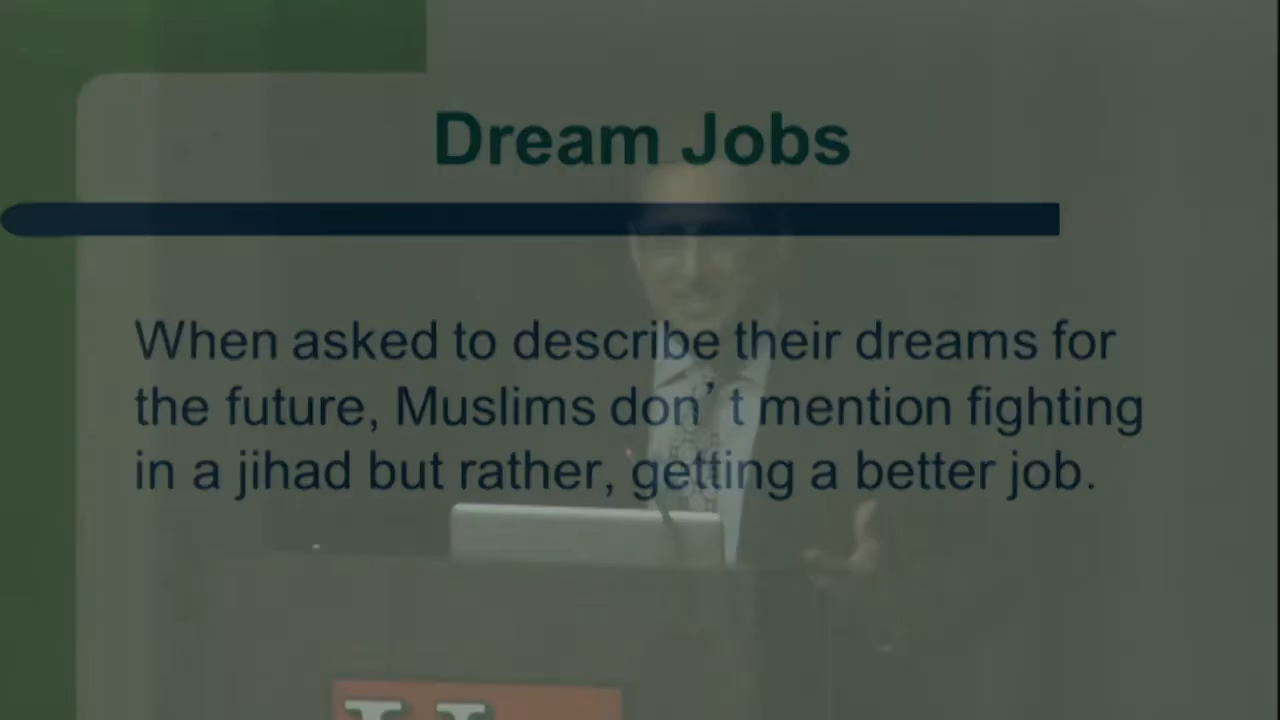 Dream Jobs
When asked to describe their dreams for
the future, Muslims don’t mention fighting
in a jihad but rather, getting a better job.